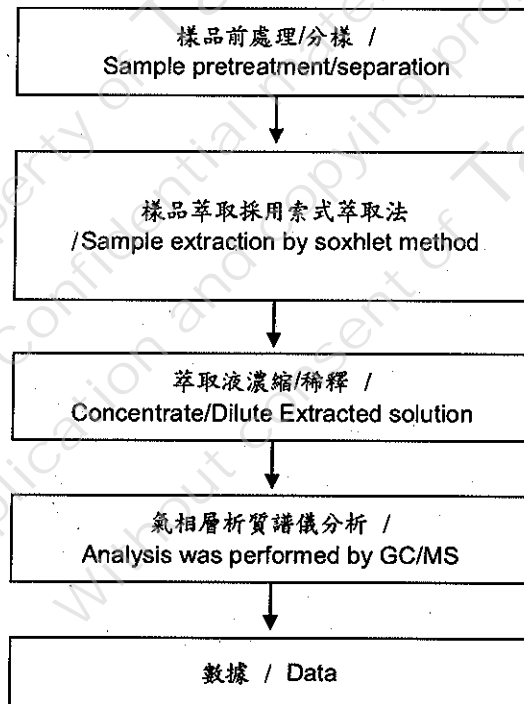 樣品前處理/分樣 /
Sample pretreatment/separation
樣品萃取採用索式萃取法
/Sample extraction by soxhlet method
萃取液濃縮/稀釋 /
Concentrate/Dilute Extracted solution
氣相層析質譜儀分析 /
Analysis was performed by GC/MS
數據 / Data